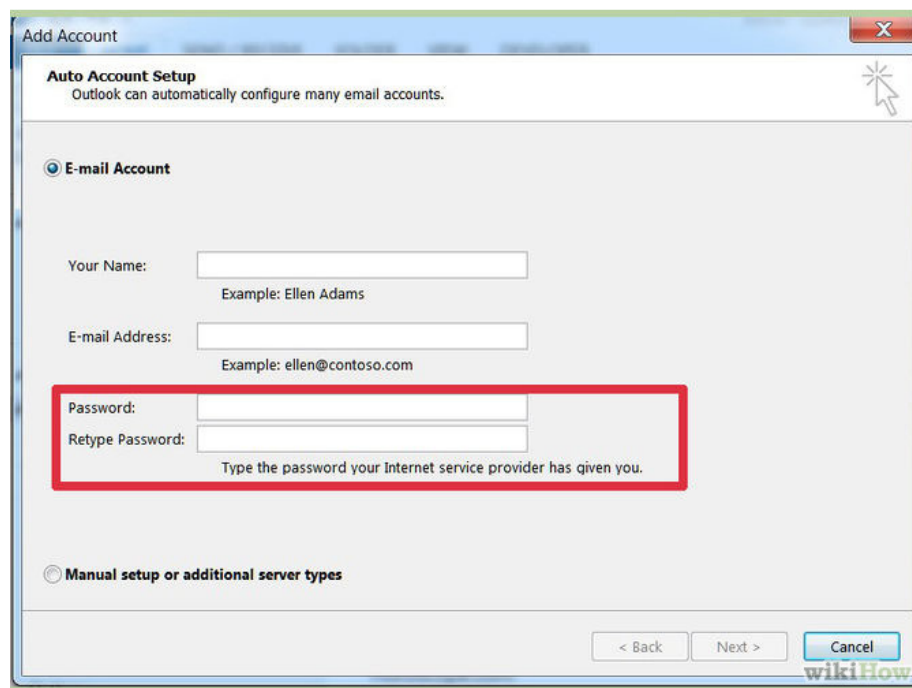 Add Account
X
Auto Account Setup
Outlook can automatically configure many email accounts.
E-mail Account
Your Name:
Example: Ellen Adams
E-mail Address:
Example: ellen@contoso.com
Password:
Retype Password:
Type the password your Internet service provider has given you.
Manual setup or additional server types
< Back Next > Cancel
wikiHow